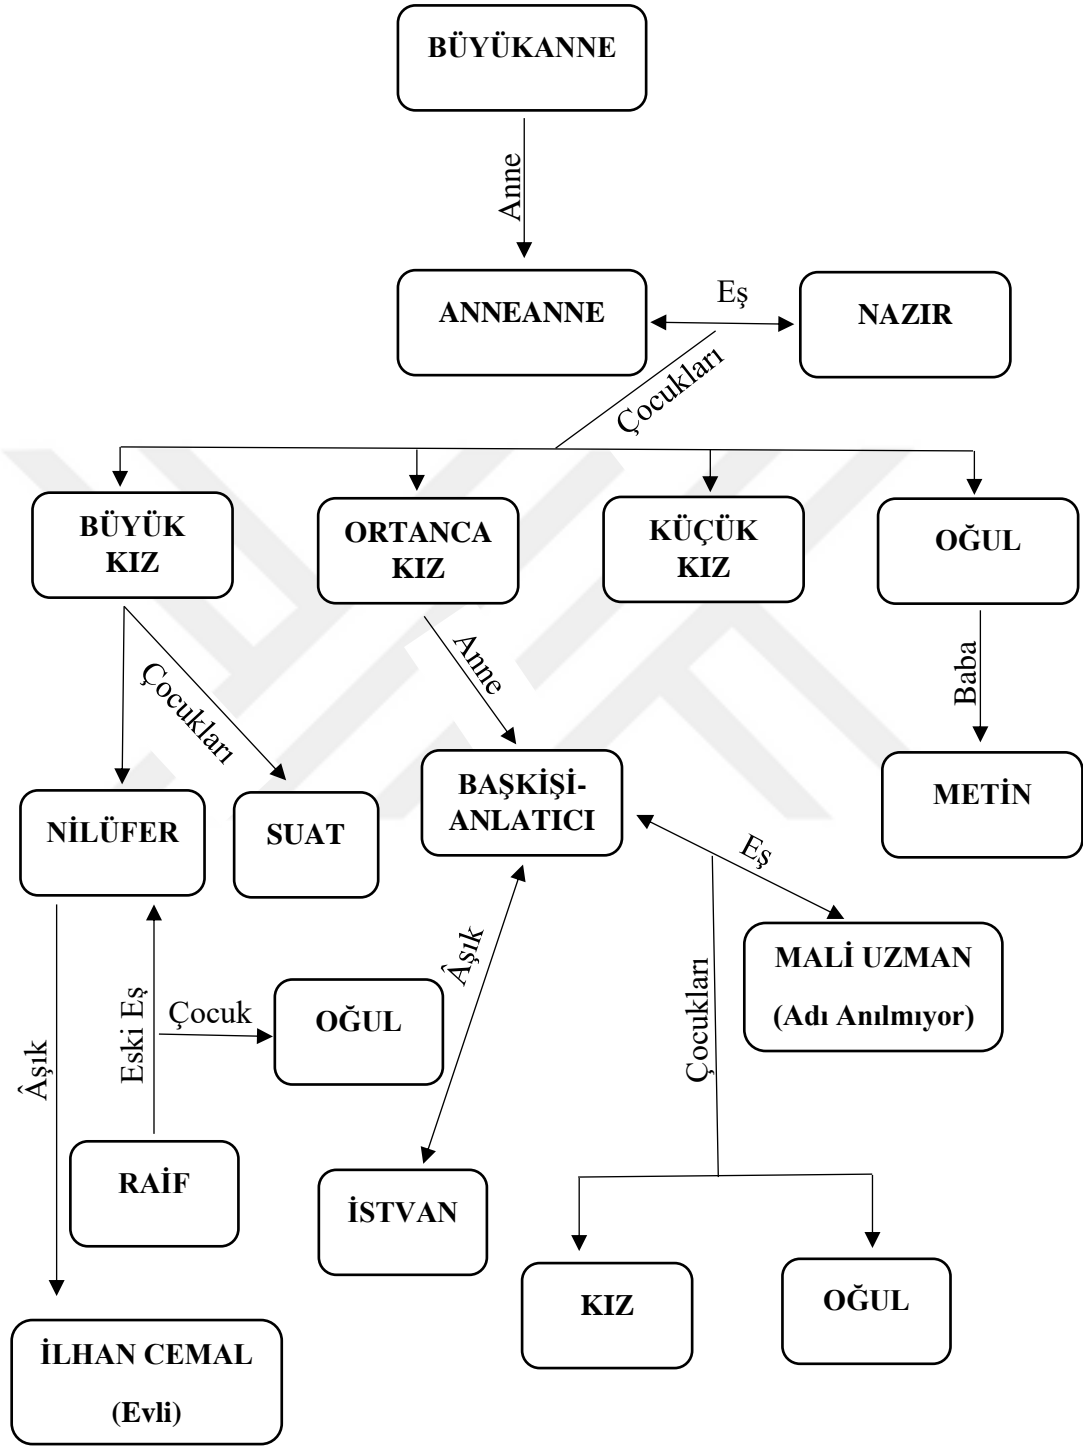 BÜYÜKANNE
Anne
ANNEANNE
Eş
NAZIR
Çocukları
BÜYÜK
KIZ
ORTANCA
KIZ
KÜÇÜK
KIZ
OĞUL
Çocukları
Anne
Baba
NİLÜFER
SUAT
BAŞKİŞİ-
ANLATICI
METİN
Eş
Âşık
Eski Eş
Çocuk
OĞUL
Âşık
Çocukları
MALİ UZMAN
(Adı Anılmıyor)
RAİF
İSTVAN
KIZ
OĞUL
İLHAN CEMAL
(Evli)